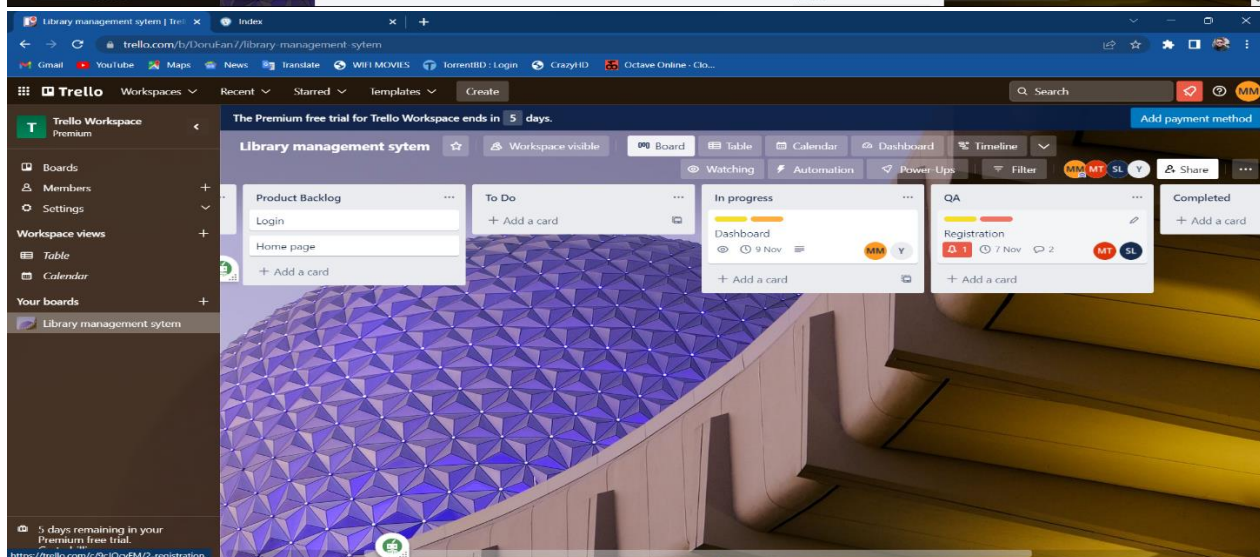 Library management sytem | Trel
Index
trello.com/b/DoruEan7/library-management-sytem
Gmail YouTube Maps News Translate WIFI MOVIES TorrentBD : Login CrazyHD Octave Online · Clo...
Trello Workspaces Recent Starred Templates Create Search MM
T Trello Workspace
Premium
The Premium free trial for Trello Workspace ends in 5 days. Add payment method
Library management sytem Workspace visible Board Table Calendar Dashboard Timeline
Watching Automation Power-Ups Filter MM MT SL Y Share ...
Boards
Members +
Settings
Workspace views +
Table
Calendar
Your boards +
Library management sytem
Product Backlog ...
Login
Home page
+ Add a card
To Do ...
+ Add a card
In progress ...
Dashboard
9 Nov MM Y
+ Add a card
QA ...
Registration
1 7 Nov 2 MT SL
+ Add a card
Completed
+ Add a card
5 days remaining in your
Premium free trial.